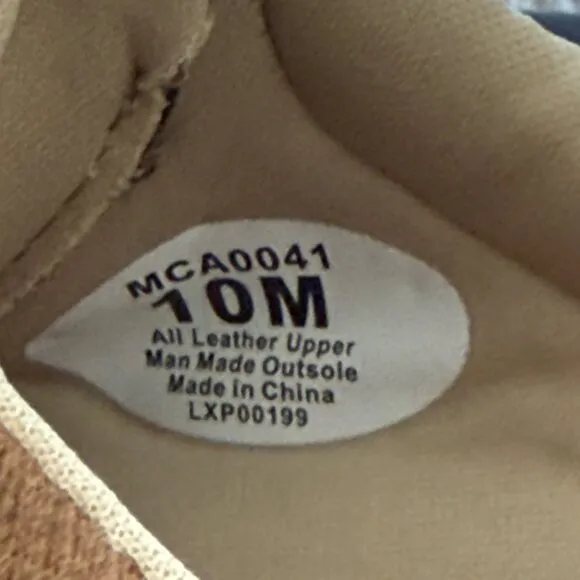 MCA0041
10M
All Leather Upper
Man Made Outsole
Made in China
LXP00199